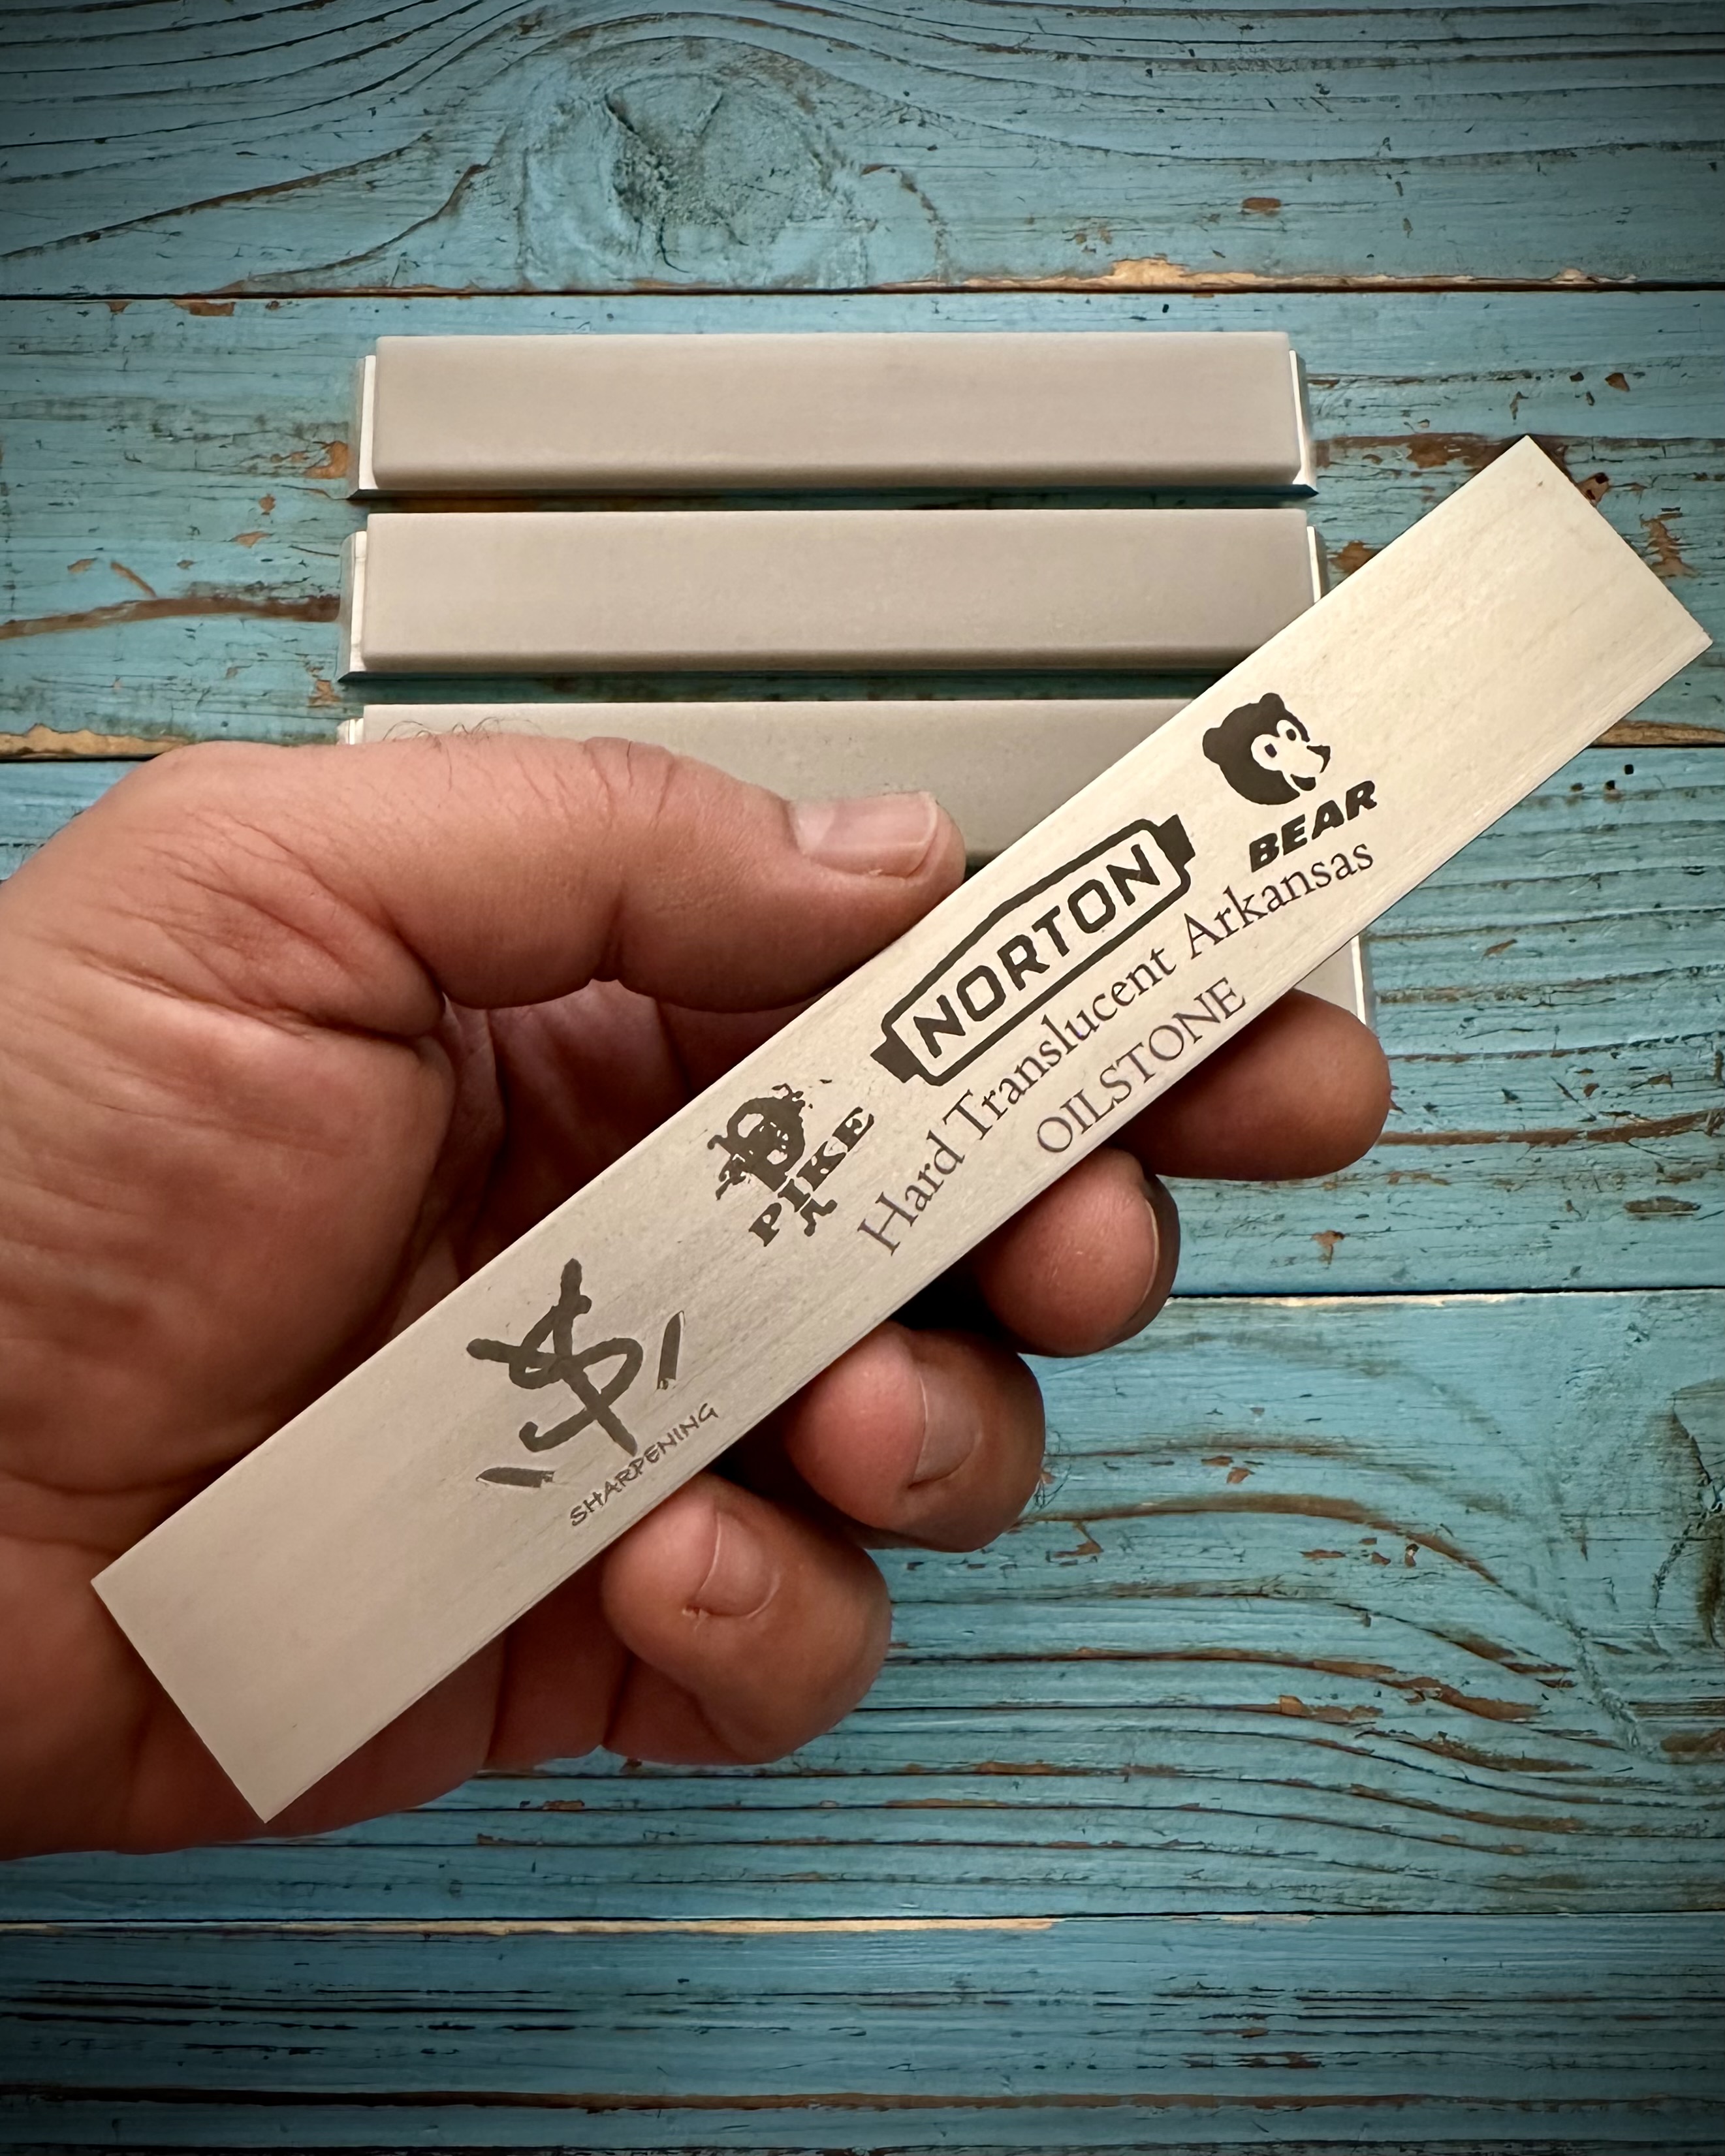 BEAR
NORTON
PIKE
Hard Translucent Arkansas
OILSTONE
SHARPENING